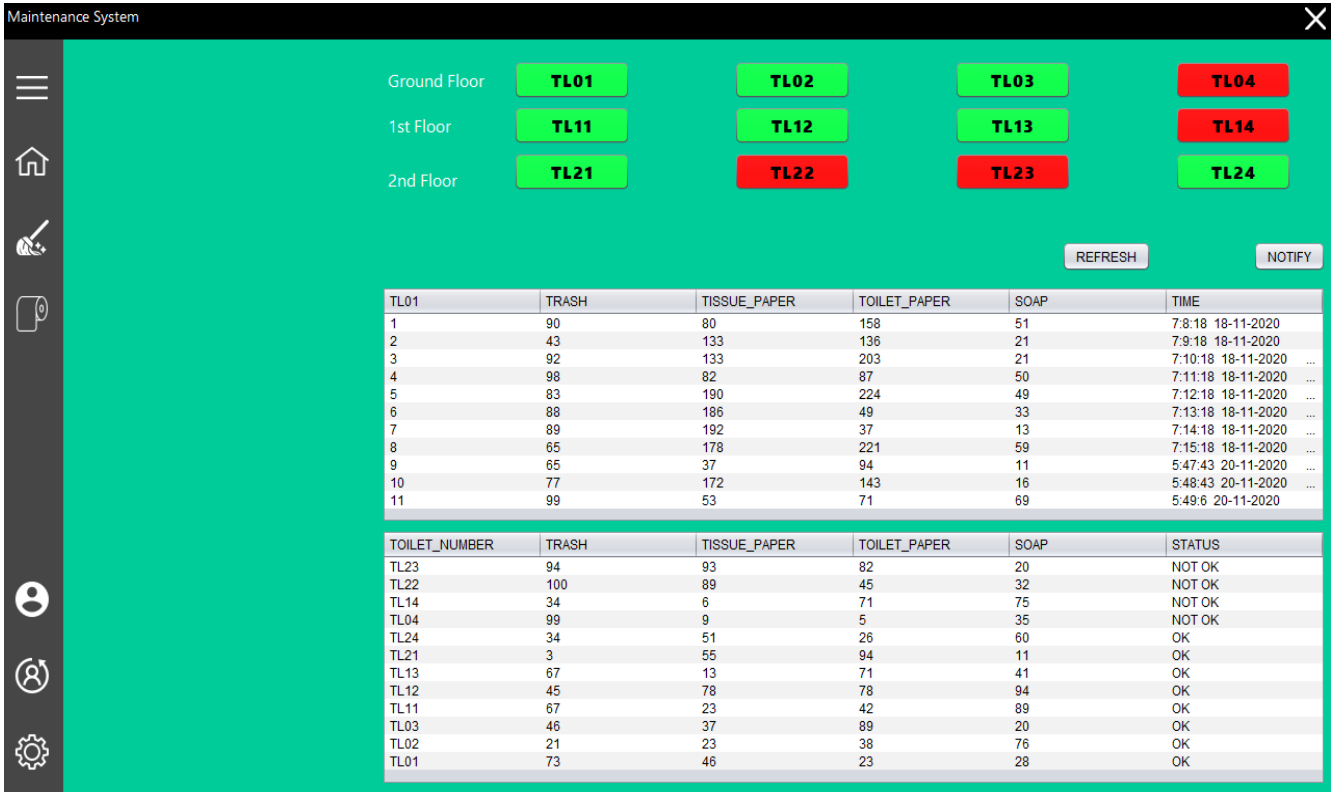 Maintenance System
Ground Floor TL01 TL02 TL03 TL04
1st Floor TL11 TL12 TL13 TL14
2nd Floor TL21 TL22 TL23 TL24
REFRESH NOTIFY
TL01 TRASH TISSUE_PAPER TOILET_PAPER SOAP TIME
1 90 80 158 51 7:8:18 18-11-2020
2 43 133 136 21 7:9:18 18-11-2020
3 92 133 203 21 7:10:18 18-11-2020 ...
4 98 82 87 50 7:11:18 18-11-2020 ...
5 83 190 224 49 7:12:18 18-11-2020 ...
6 88 186 49 33 7:13:18 18-11-2020 ...
7 89 192 37 13 7:14:18 18-11-2020 ...
8 65 178 221 59 7:15:18 18-11-2020 ...
9 65 37 94 11 5:47:43 20-11-2020 ...
10 77 172 143 16 5:48:43 20-11-2020 ...
11 99 53 71 69 5:49:6 20-11-2020
TOILET_NUMBER TRASH TISSUE_PAPER TOILET_PAPER SOAP STATUS
TL23 94 93 82 20 NOT OK
TL22 100 89 45 32 NOT OK
TL14 34 6 71 75 NOT OK
TL04 99 9 5 35 NOT OK
TL24 34 51 26 60 OK
TL21 3 55 94 11 OK
TL13 67 13 71 41 OK
TL12 45 78 78 94 OK
TL11 67 23 42 89 OK
TL03 46 37 89 20 OK
TL02 21 23 38 76 OK
TL01 73 46 23 28 OK